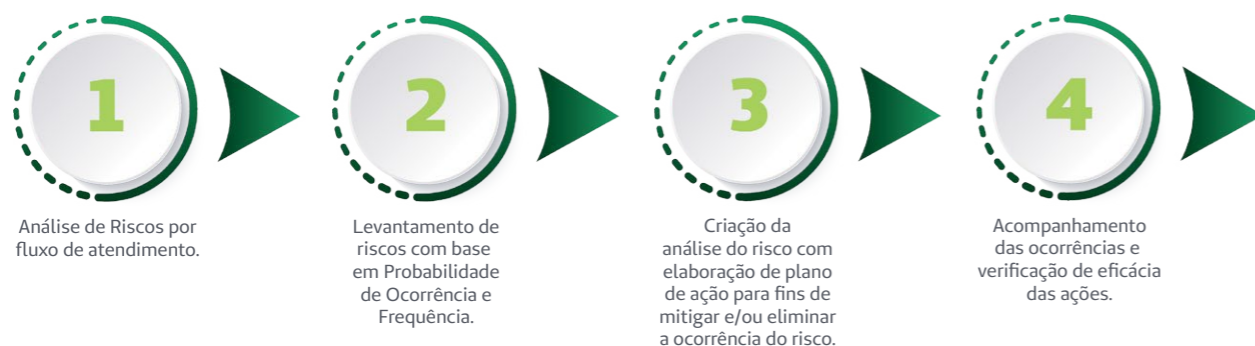 1
Análise de Riscos por
fluxo de atendimento.
2
Levantamento de
riscos com base
em Probabilidade
de Ocorrência e
Frequência.
3
Criação da
análise do risco com
elaboração de plano
de ação para fins de
mitigar e/ou eliminar
a ocorrência do risco.
4
Acompanhamento
das ocorrências e
verificação de eficácia
das ações.